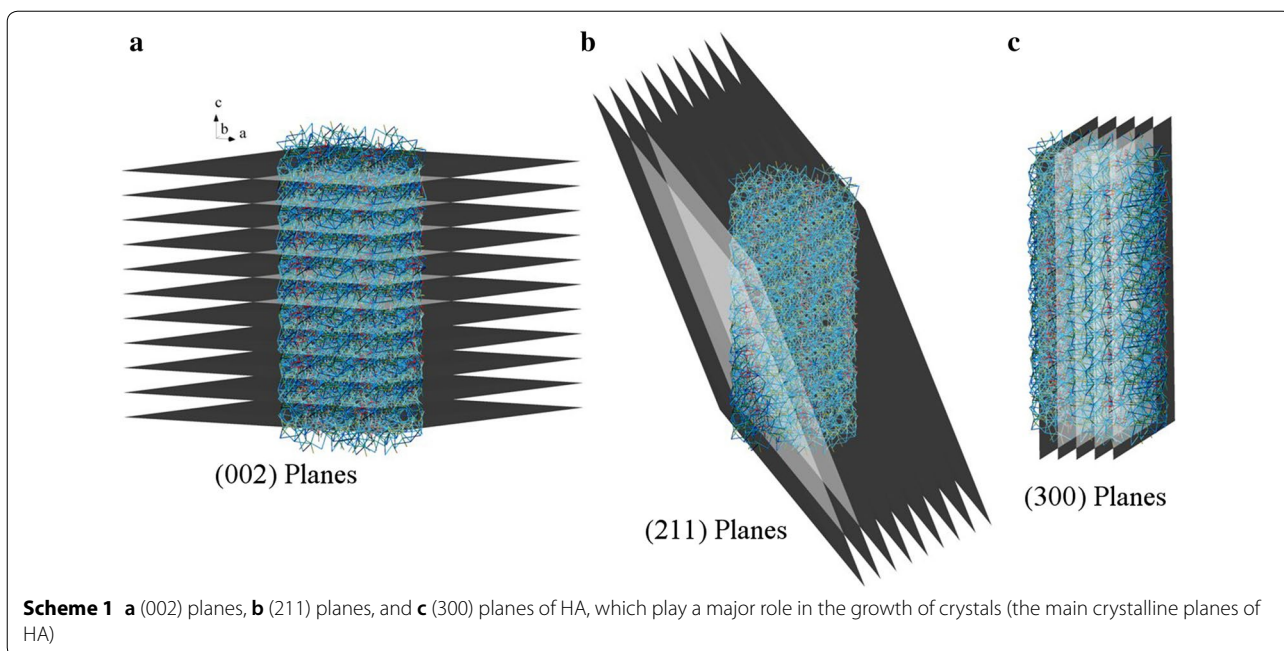 a
b
c
c
b
a
(002) Planes
(211) Planes
(300) Planes
Scheme 1 a (002) planes, b (211) planes, and c (300) planes of HA, which play a major role in the growth of crystals (the main crystalline planes of
HA)